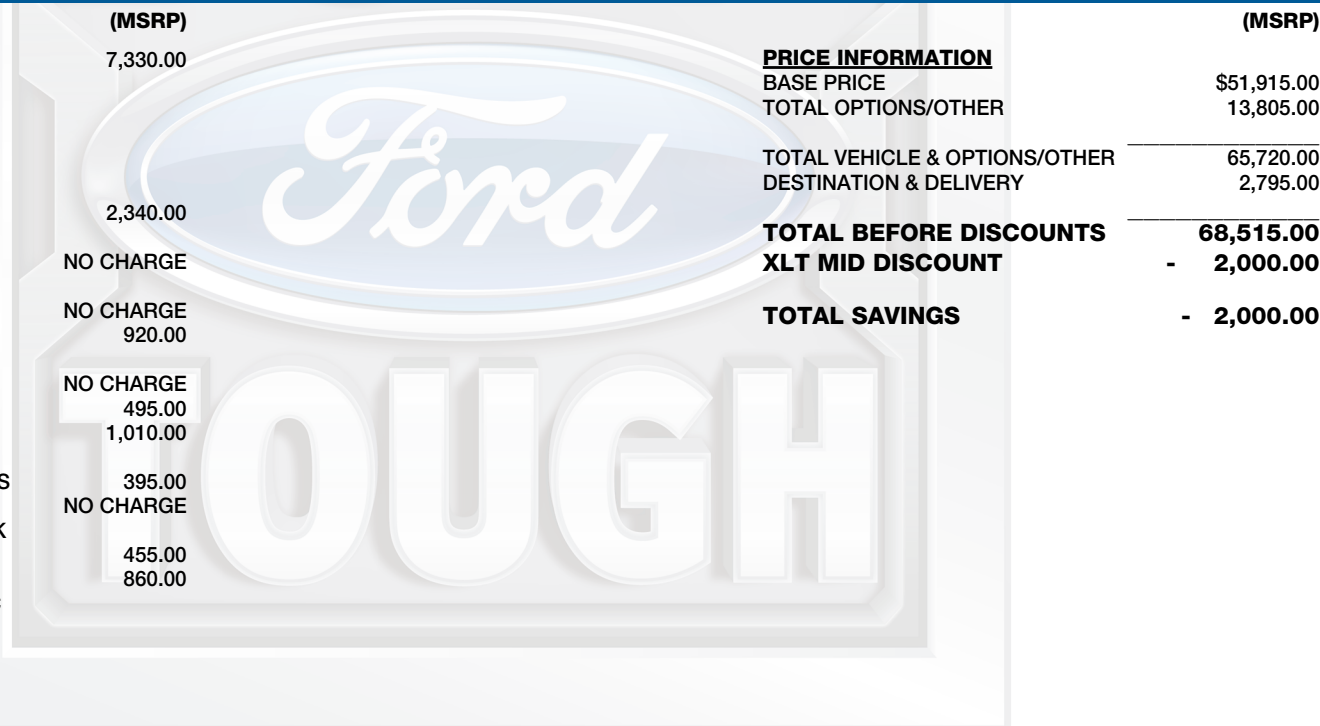 (MSRP)
7,330.00
2,340.00
NO CHARGE
NO CHARGE
920.00
NO CHARGE
495.00
1,010.00
S 395.00
NO CHARGE
K
455.00
860.00
(MSRP)
PRICE INFORMATION
BASE PRICE $51,915.00
TOTAL OPTIONS/OTHER 13,805.00
TOTAL VEHICLE & OPTIONS/OTHER 65,720.00
DESTINATION & DELIVERY 2,795.00
TOTAL BEFORE DISCOUNTS 68,515.00
XLT MID DISCOUNT - 2,000.00
TOTAL SAVINGS - 2,000.00
Ford
TOUGH